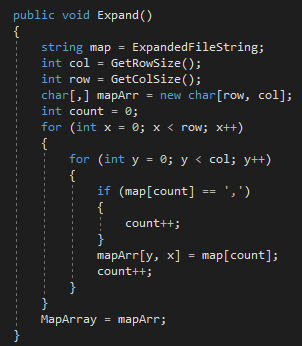 public void Expand()
{
    string map = ExpandedFileString;
    int col = GetRowSize();
    int row = GetColSize();
    char[,] mapArr = new char[row, col];
    int count = 0;
    for (int x = 0; x < row; x++)
    {
        for (int y = 0; y < col; y++)
        {
            if (map[count] == ',')
            {
                count++;
            }
            mapArr[y, x] = map[count];
            count++;
        }
    }
    MapArray = mapArr;
}